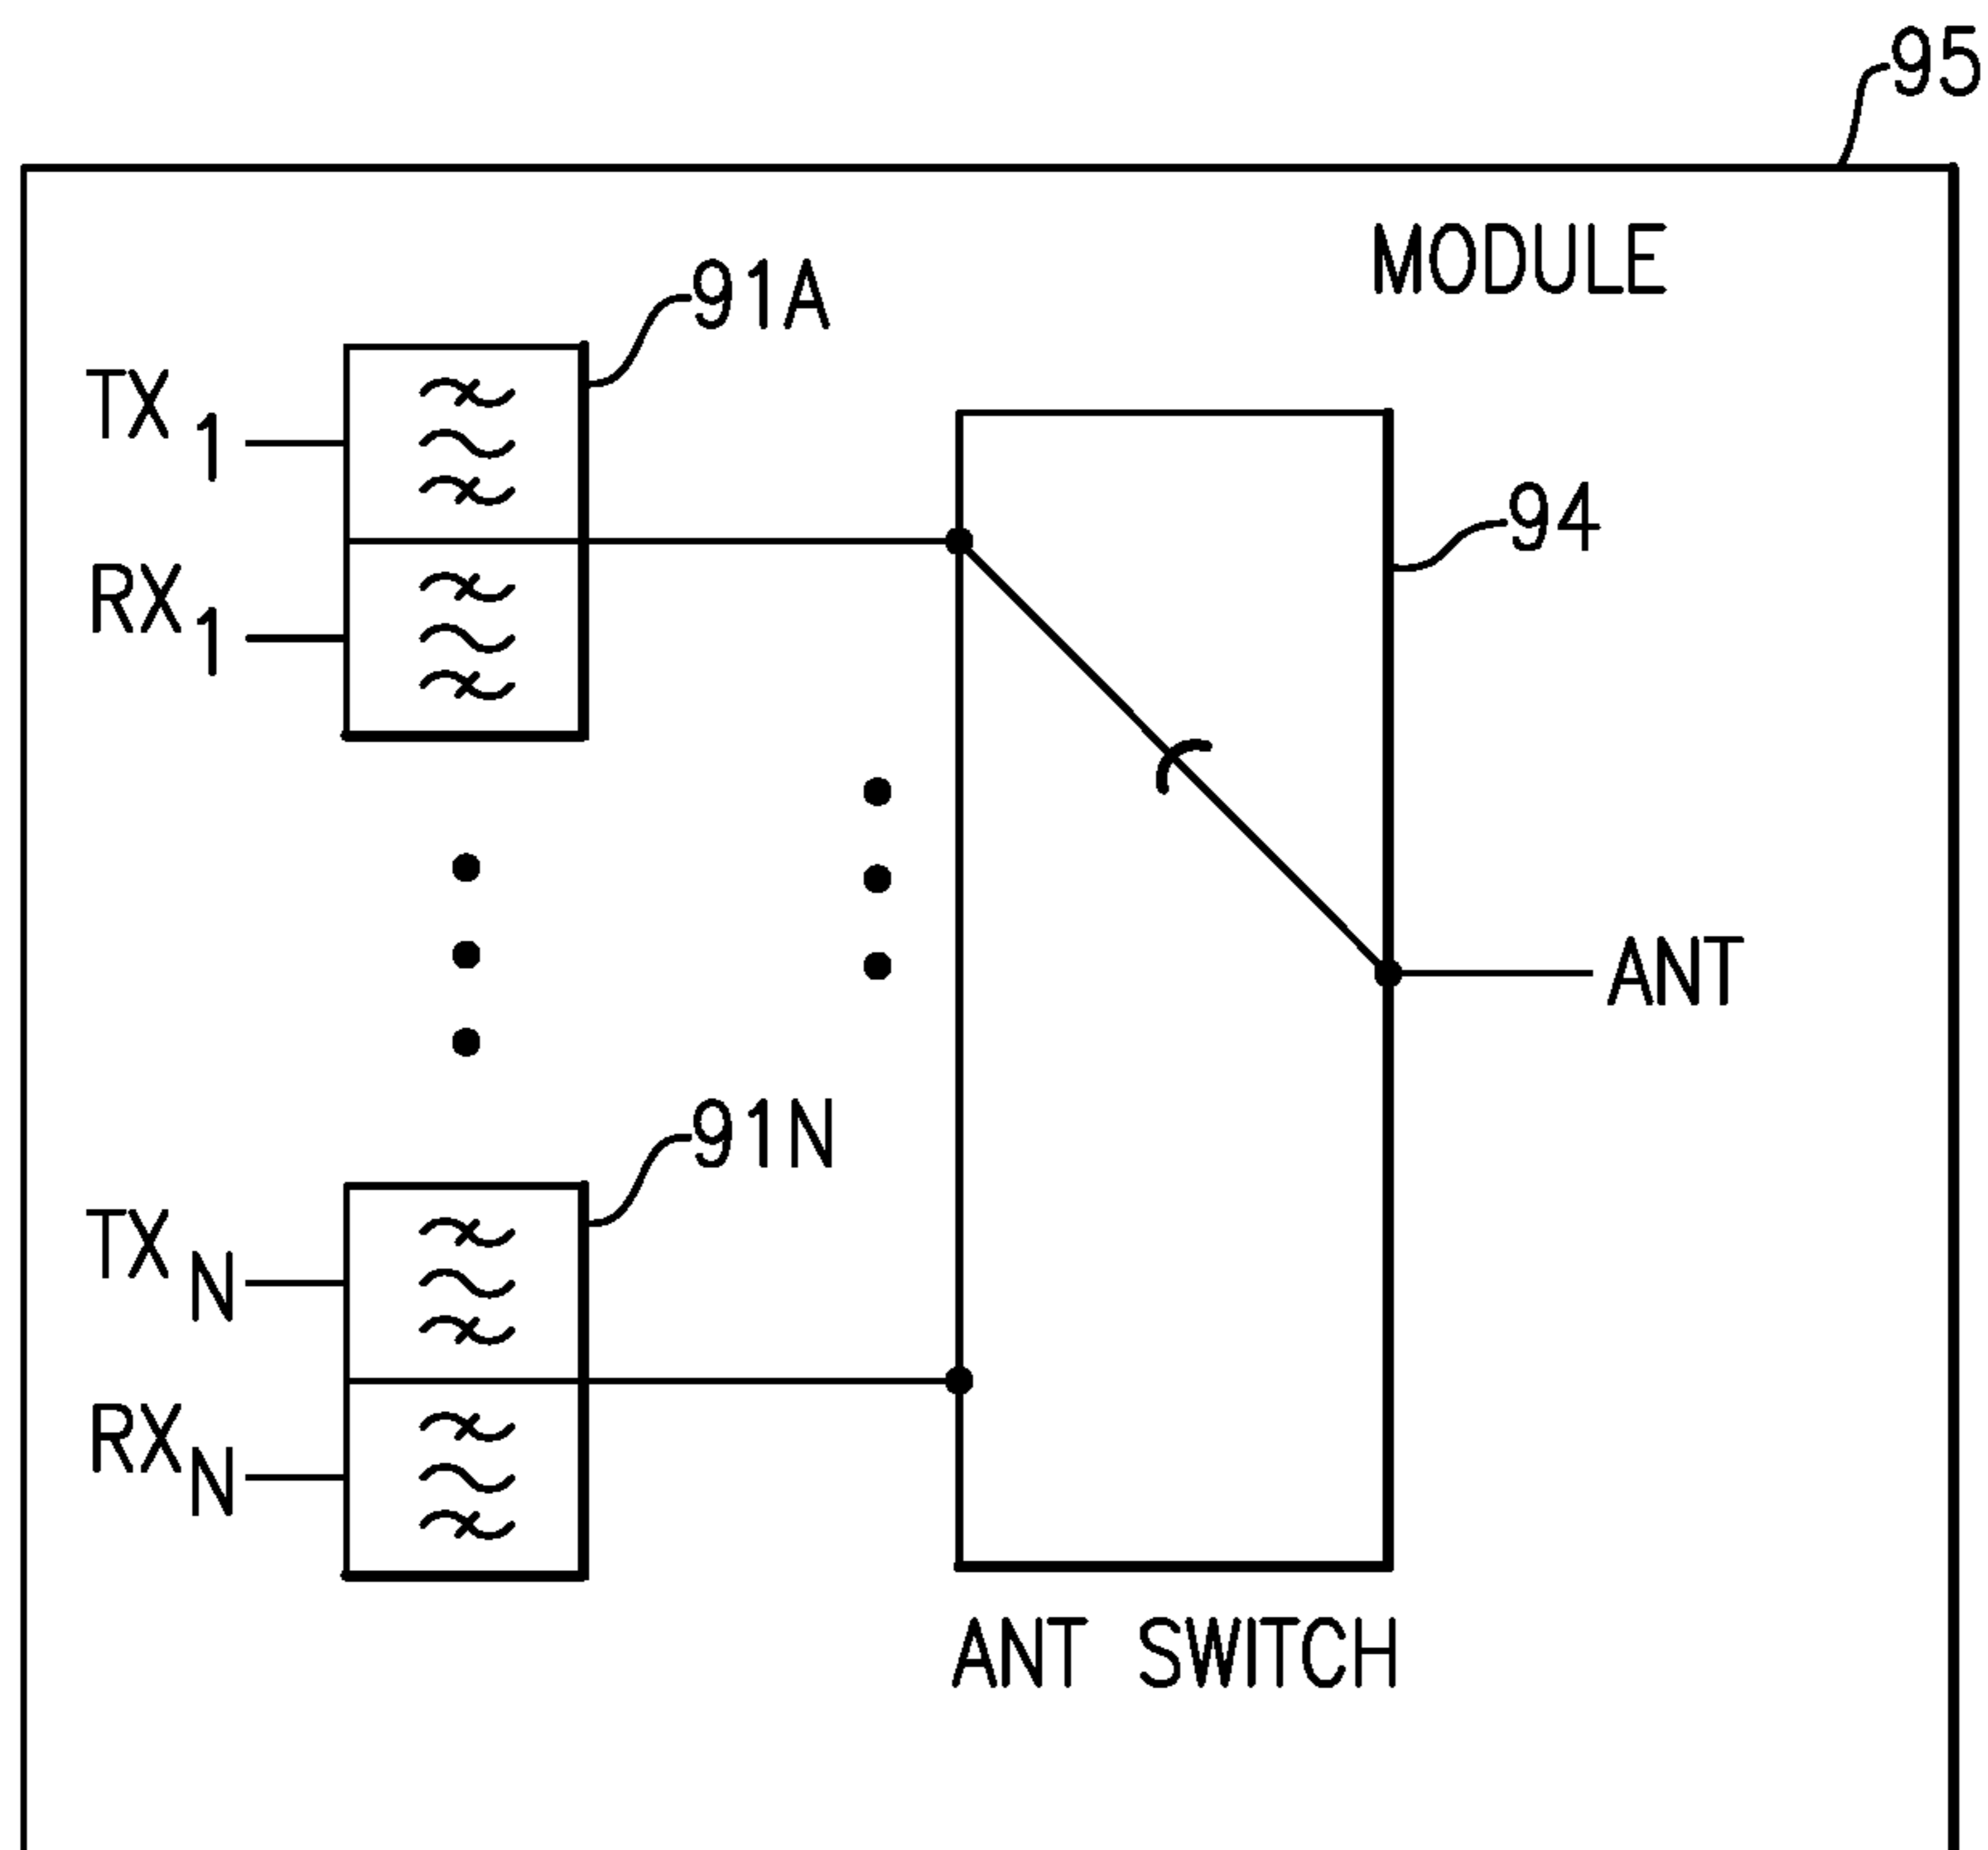 95
MODULE
91A
TX1
RX1
94
ANT
91N
TXN
RXN
ANT SWITCH